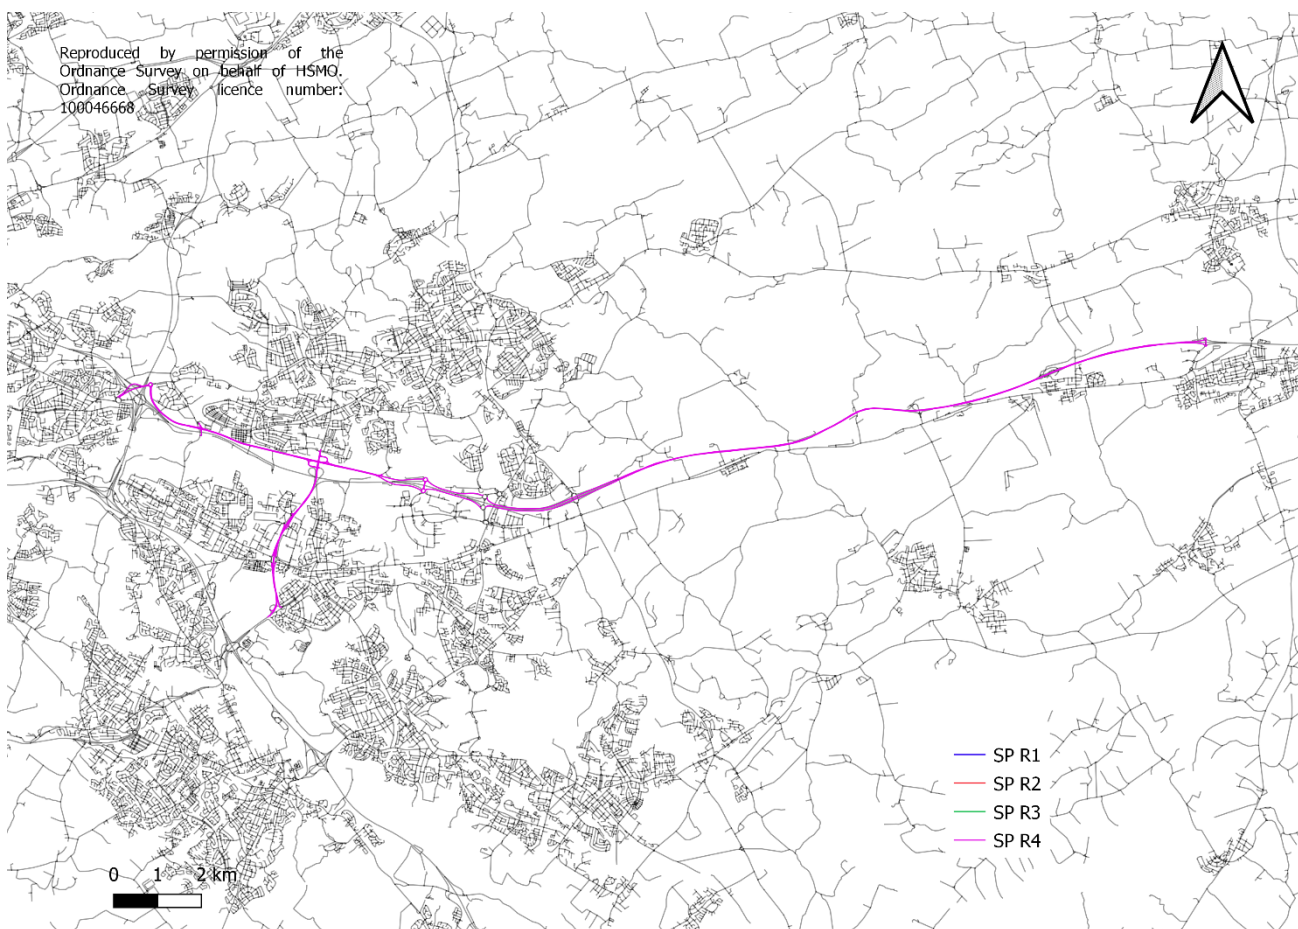 Reproduced by permission of the
Ordnance Survey on behalf of HSMO.
Ordnance Survey licence number:
100046668
SP R1
SP R2
SP R3
SP R4
0 1 2 km